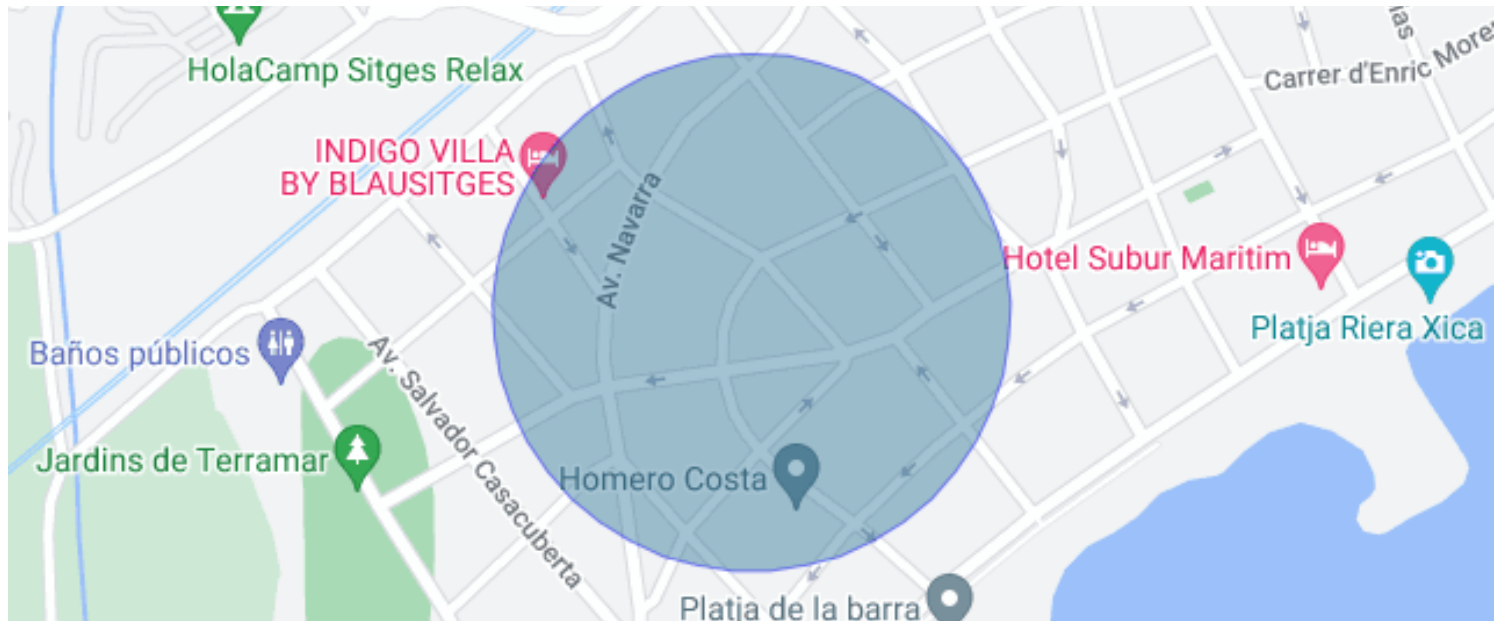 HolaCamp Sitges Relax
Carrer d'Enric More
INDIGO VILLA
BY BLAUSITGES
Av. Navarra
Hotel Subur Maritim
Platja Riera Xica
Baños públicos
Av. Salvador Casacuberta
Jardins de Terramar
Homero Costa
Platja de la barra